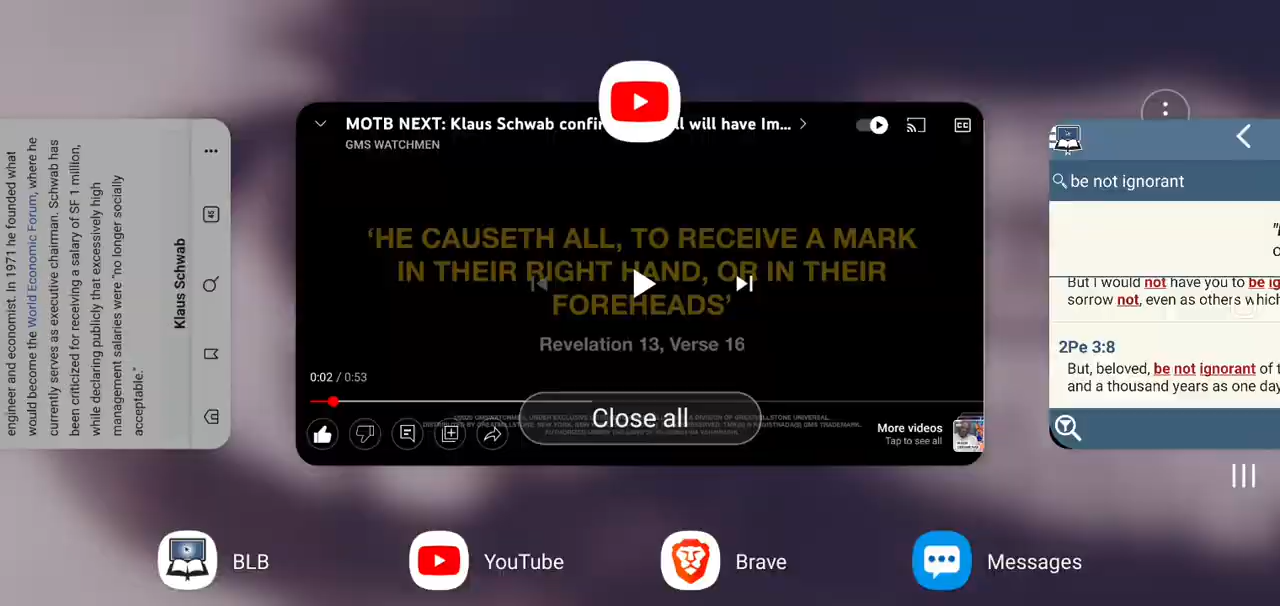 engineer and economist. In 1971 he founded what
would become the World Economic Forum, where he
currently serves as executive chairman. Schwab has
been criticized for receiving a salary of SF 1 million,
while declaring publicly that excessively high
management salaries were "no longer socially
acceptable."
Klaus Schwab
45
MOTB NEXT: Klaus Schwab confir ll will have Im...
GMS WATCHMEN
CC
'HE CAUSETH ALL, TO RECEIVE A MARK
IN THEIR RIGHT HAND, OR IN THEIR
FOREHEADS'
Revelation 13, Verse 16
0:02 / 0:53
Close all
More videos
Tap to see all
be not ignorant
But I would not have you to be ig
sorrow not, even as others which
2Pe 3:8
But, beloved, be not ignorant of t
and a thousand years as one day
BLB
YouTube
Brave
Messages